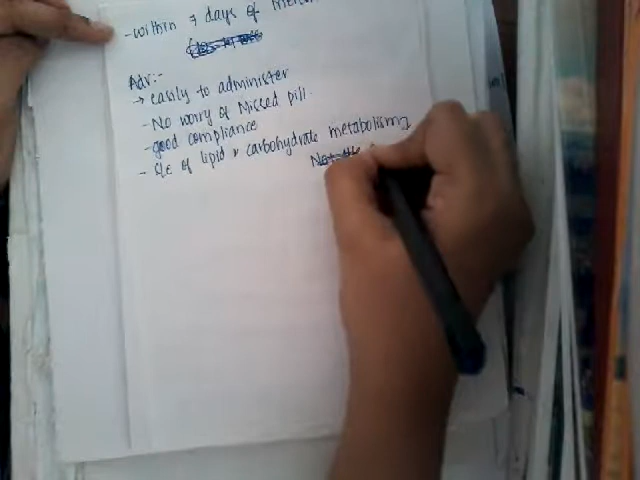 -within 7 days of
Adv:-
→ easily to administer
- No worry of Missed pill.
-good compliance
- S/E of lipid & carbohydrate metabolism